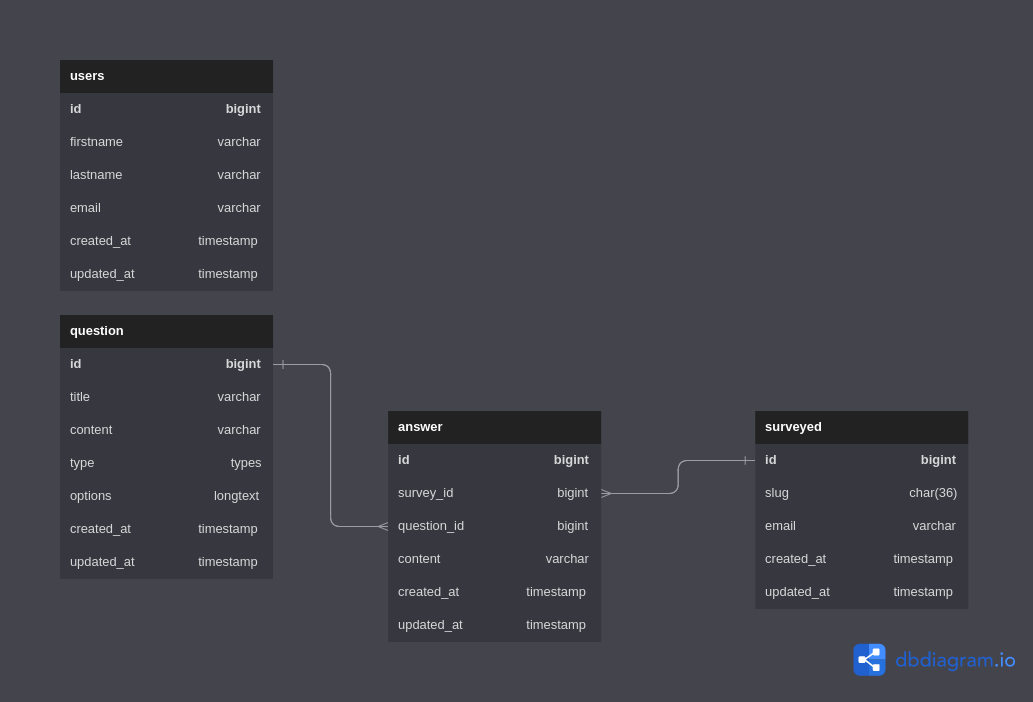 users
id bigint
firstname varchar
lastname varchar
email varchar
created_at timestamp
updated_at timestamp
question
id bigint
title varchar
content varchar
type types
options longtext
created_at timestamp
updated_at timestamp
answer
id bigint
survey_id bigint
question_id bigint
content varchar
created_at timestamp
updated_at timestamp
surveyed
id bigint
slug char(36)
email varchar
created_at timestamp
updated_at timestamp
dbdiagram.io